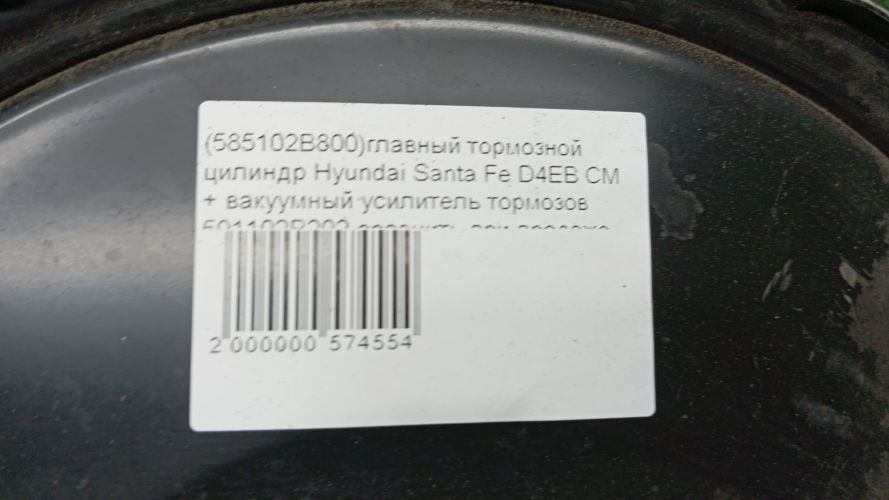 (585102B800)главный тормозной
цилиндр Hyundai Santa Fe D4EB CM
+ вакуумный усилитель тормозов
2 000000 574554